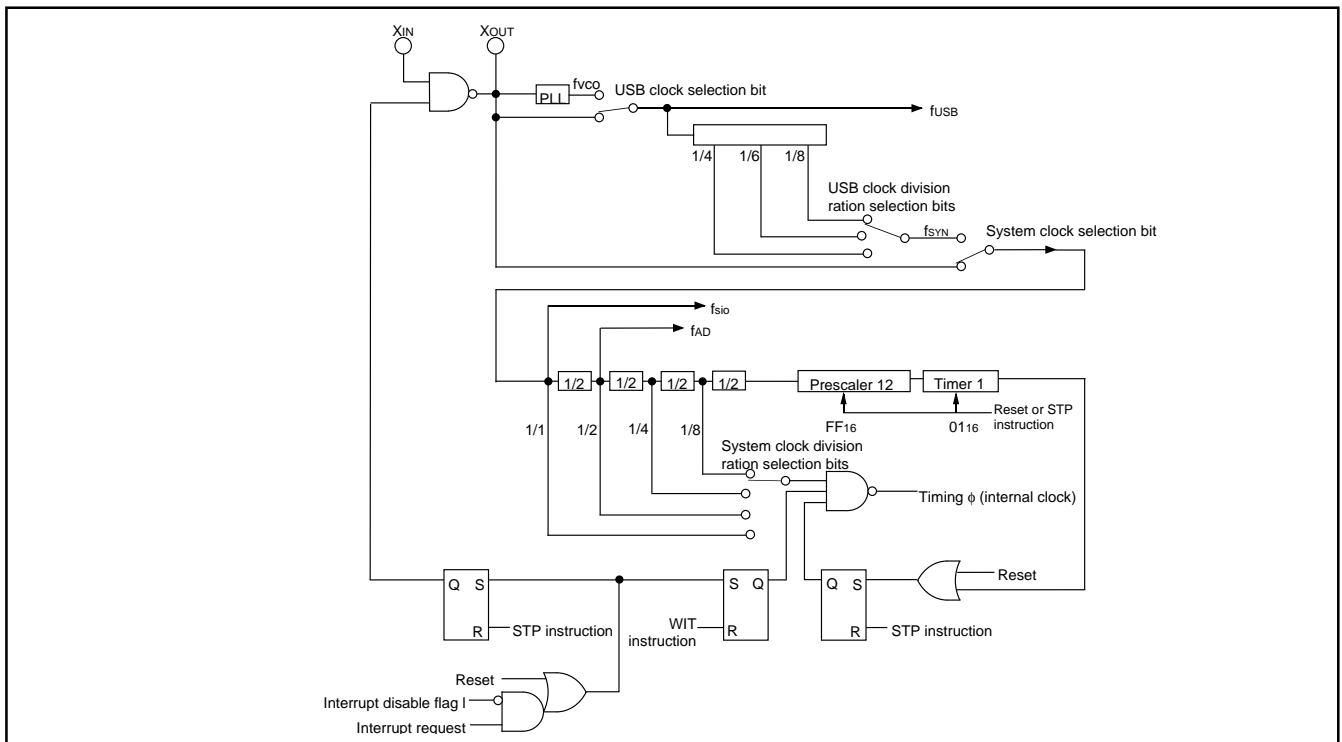 XIN
XOUT
PLL
fVCO
USB clock selection bit
fUSB
1/4
1/6
1/8
USB clock division
ration selection bits
fSYN
System clock selection bit
fsio
fAD
1/2
1/2
1/2
1/2
Prescaler 12
Timer 1
1/1
1/2
1/4
1/8
FF16
0116
Reset or STP
instruction
System clock division
ration selection bits
Timing ϕ (internal clock)
Q
S
R
STP instruction
S
Q
R
WIT
instruction
Q
S
R
STP instruction
Reset
Reset
Interrupt disable flag I
Interrupt request